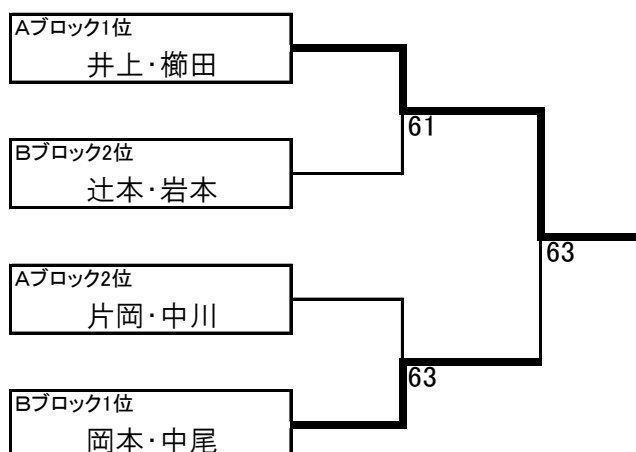 Aブロック1位
井上・櫛田
61
Bブロック2位
辻本・岩本
63
Aブロック2位
片岡・中川
63
Bブロック1位
岡本・中尾